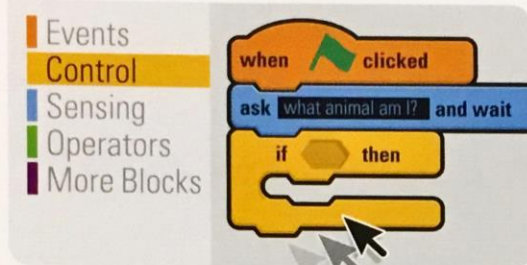 Events
Control
Sensing
Operators
More Blocks
when clicked
ask what animal am I? and wait
if then